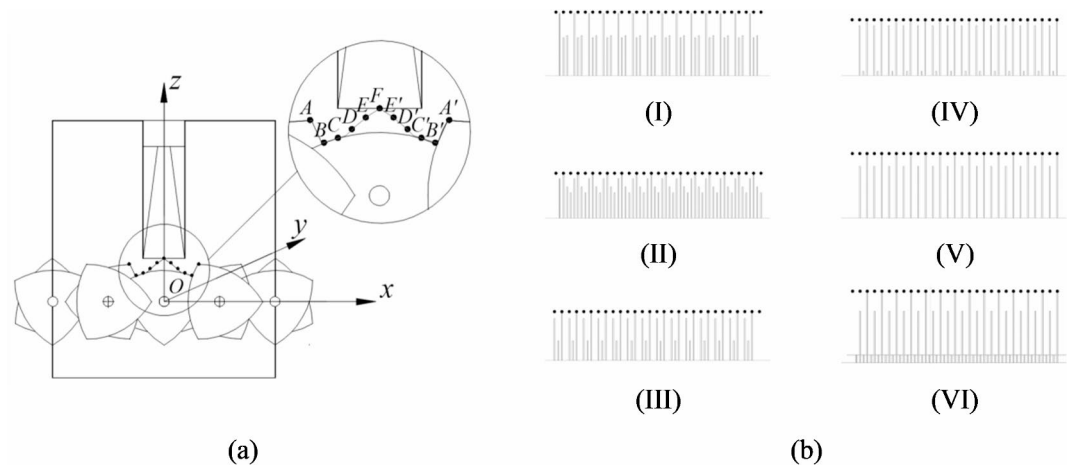 z
A
B
C
D
E
F
E'
D'
C'
B'
A'
y
O
x
(a)
(I)
(IV)
(II)
(V)
(III)
(VI)
(b)